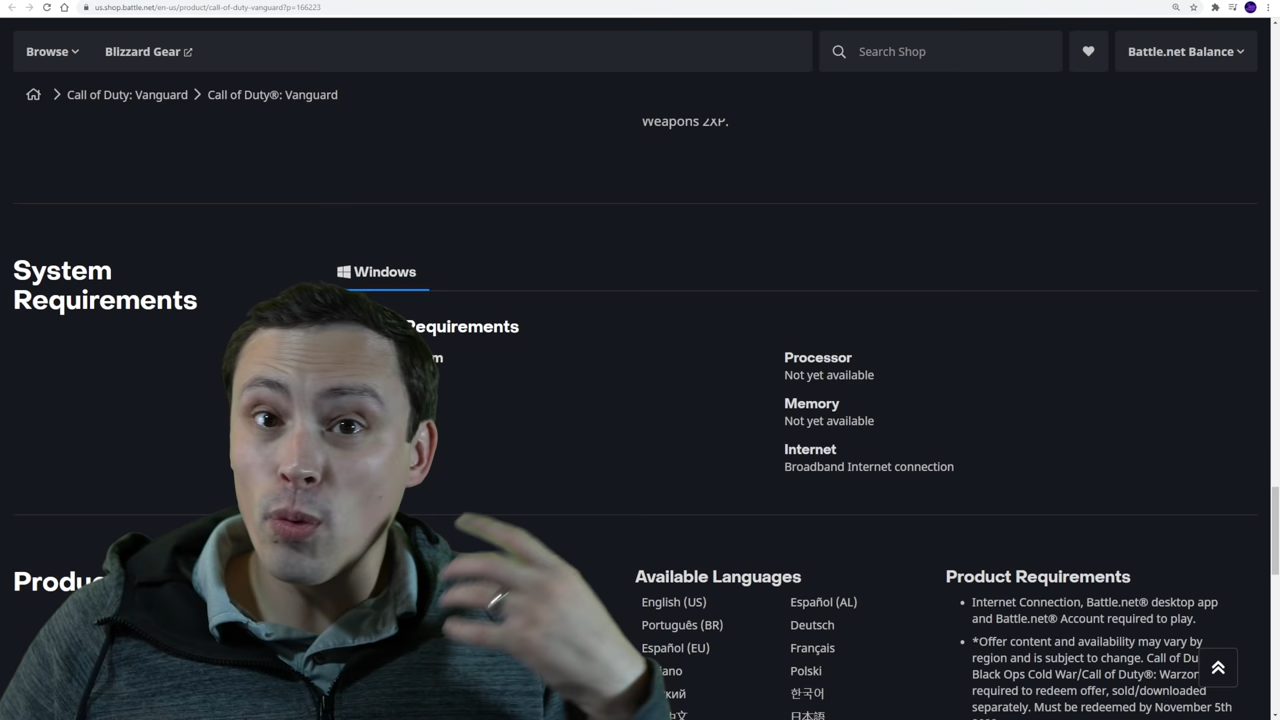 us.shop.battle.net/en-us/product/call-of-duty-vanguard?p=166223
Browse
Blizzard Gear
Search Shop
Battle.net Balance
Call of Duty: Vanguard
Call of Duty®: Vanguard
Weapons 2XP.
System
Requirements
Windows
Requirements
Processor
Not yet available
Memory
Not yet available
Internet
Broadband Internet connection
Available Languages
English (US)
Español (AL)
Português (BR)
Deutsch
Español (EU)
Français
Polski
한국어
中文
日本語
Product Requirements
Internet Connection, Battle.net® desktop app
and Battle.net® Account required to play.
*Offer content and availability may vary by
region and is subject to change. Call of Du
Black Ops Cold War/Call of Duty®: Warzon
required to redeem offer, sold/downloaded
separately. Must be redeemed by November 5th